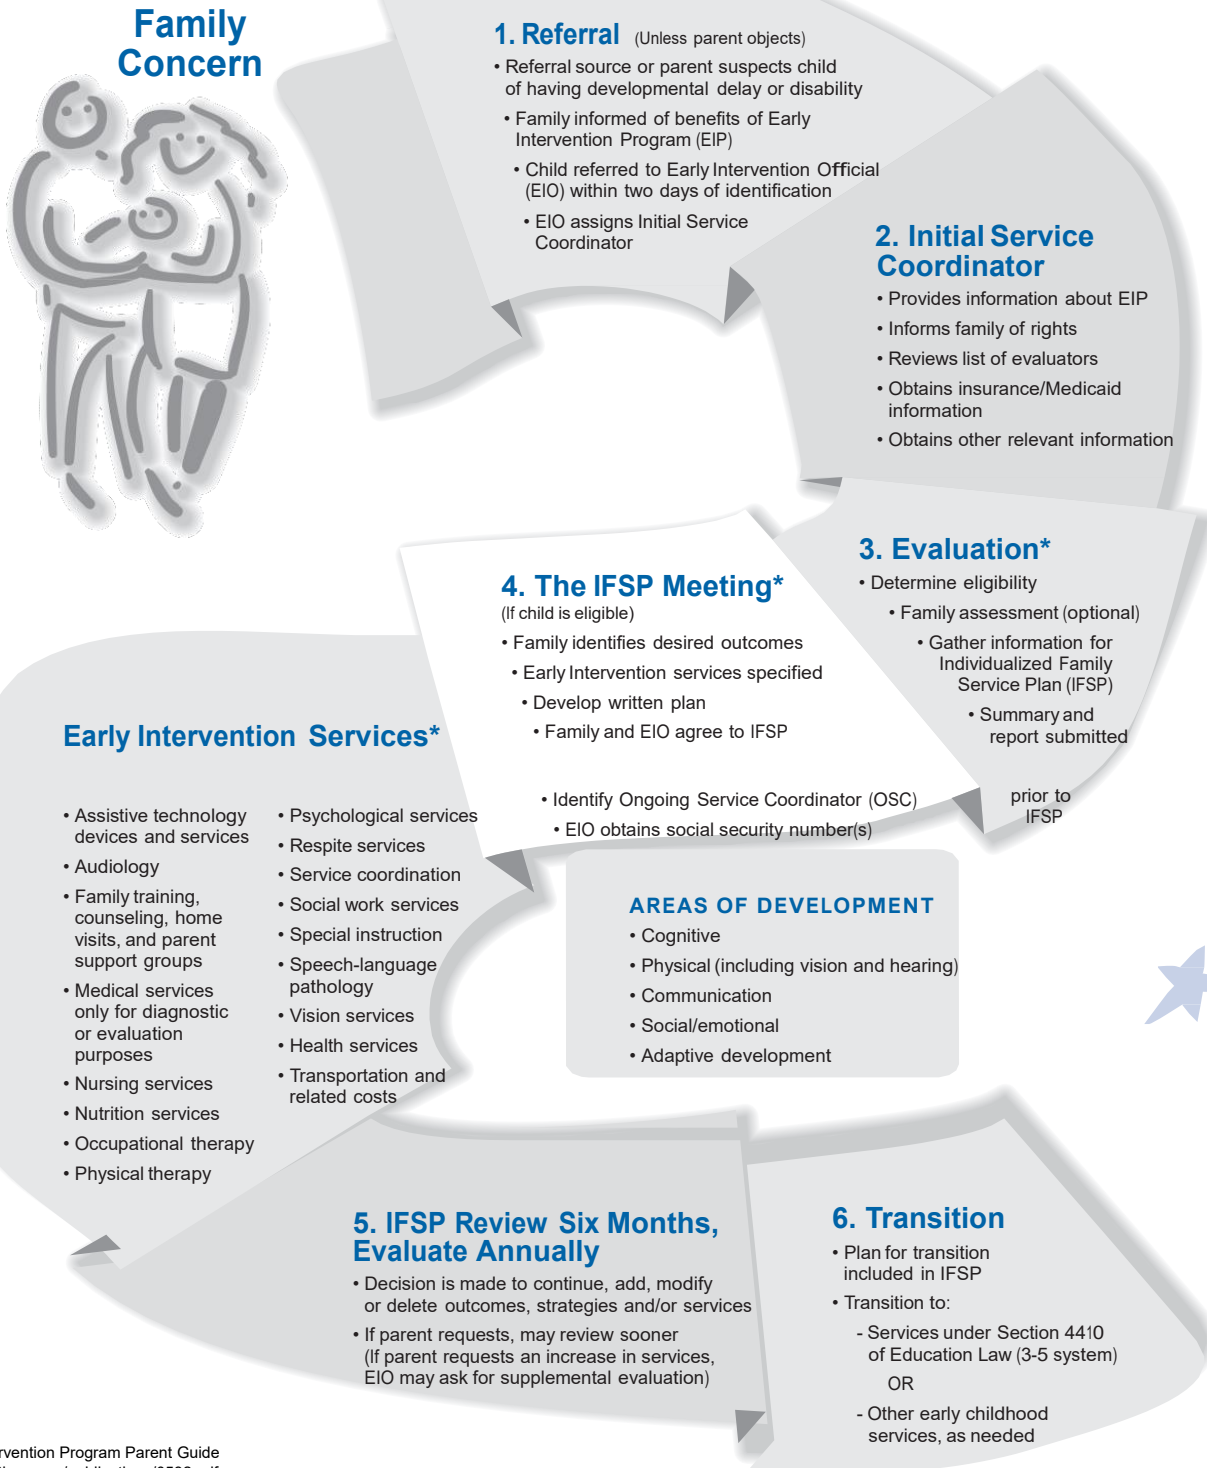 Family
Concern
1. Referral (Unless parent objects)
• Referral source or parent suspects child
of having developmental delay or disability
• Family informed of benefits of Early
Intervention Program (EIP)
• Child referred to Early Intervention Official
(EIO) within two days of identification
• EIO assigns Initial Service
Coordinator
2. Initial Service
Coordinator
• Provides information about EIP
• Informs family of rights
• Reviews list of evaluators
• Obtains insurance/Medicaid
information
• Obtains other relevant information
3. Evaluation*
• Determine eligibility
• Family assessment (optional)
• Gather information for
Individualized Family
Service Plan (IFSP)
• Summary and
report submitted
prior to
IFSP
4. The IFSP Meeting*
(If child is eligible)
• Family identifies desired outcomes
• Early Intervention services specified
• Develop written plan
• Family and EIO agree to IFSP
• Identify Ongoing Service Coordinator (OSC)
• EIO obtains social security number(s)
Early Intervention Services*
• Assistive technology
devices and services
• Audiology
• Family training,
counseling, home
visits, and parent
support groups
• Medical services
only for diagnostic
or evaluation
purposes
• Nursing services
• Nutrition services
• Occupational therapy
• Physical therapy
• Psychological services
• Respite services
• Service coordination
• Social work services
• Special instruction
• Speech-language
pathology
• Vision services
• Health services
• Transportation and
related costs
AREAS OF DEVELOPMENT
• Cognitive
• Physical (including vision and hearing)
• Communication
• Social/emotional
• Adaptive development
5. IFSP Review Six Months,
Evaluate Annually
• Decision is made to continue, add, modify
or delete outcomes, strategies and/or services
• If parent requests, may review sooner
(If parent requests an increase in services,
EIO may ask for supplemental evaluation)
6. Transition
• Plan for transition
included in IFSP
• Transition to:
- Services under Section 4410
of Education Law (3-5 system)
OR
- Other early childhood
services, as needed
Program Parent Guide